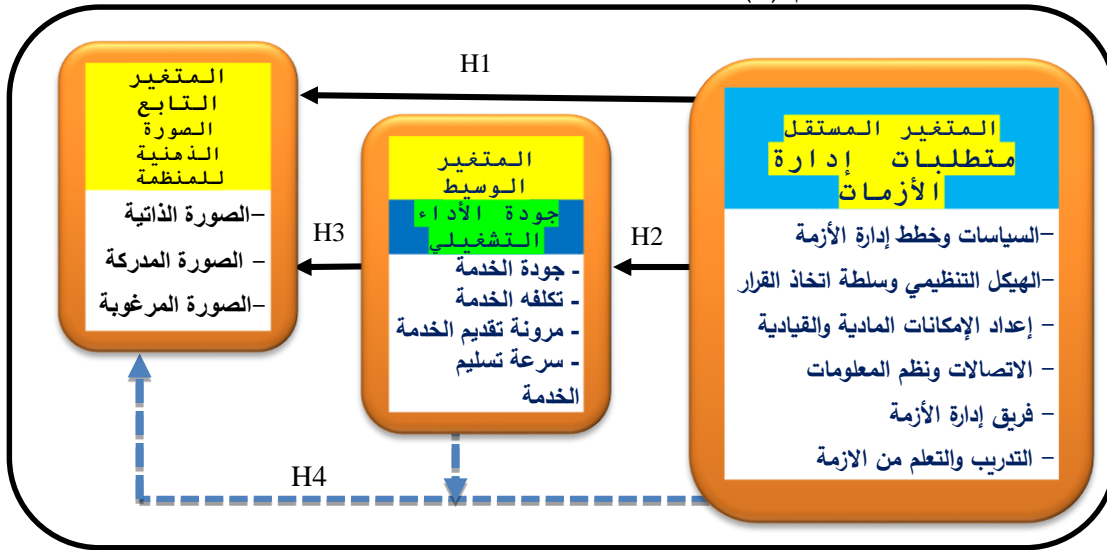 H1
المتغير المستقل
متطلبات إدارة
الأزمات
–السياسات وخطط إدارة الأزمة
–الهيكل التنظيمي وسلطة اتخاذ القرار
– إعداد الإمكانات المادية والقيادية
– الاتصالات ونظم المعلومات
– فريق إدارة الأزمة
– التدريب والتعلم من الازمة
H2
المتغير
الوسيط
جودة الأداء
التشغيلي
- جودة الخدمة
- تكلفه الخدمة
- مرونة تقديم الخدمة
- سرعة تسليم
الخدمة
H3
المتغير
التابع
الصورة
الذهنية
للمنظمة
–الصورة الذاتية
– الصورة المدركة
–الصورة المرغوبة
H4